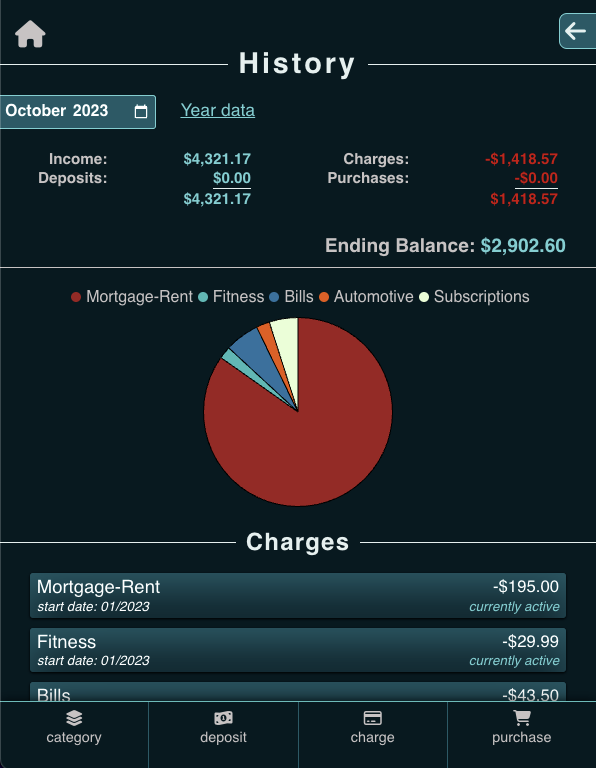 History
October 2023 Year data
Income: $4,321.17 Charges: -$1,418.57
Deposits: $0.00 Purchases: -$0.00
$4,321.17 $1,418.57
Ending Balance: $2,902.60
Mortgage-Rent Fitness Bills Automotive Subscriptions
Charges
Mortgage-Rent -$195.00
start date: 01/2023 currently active
Fitness -$29.99
start date: 01/2023 currently active
Bills -$43.50
category deposit charge purchase